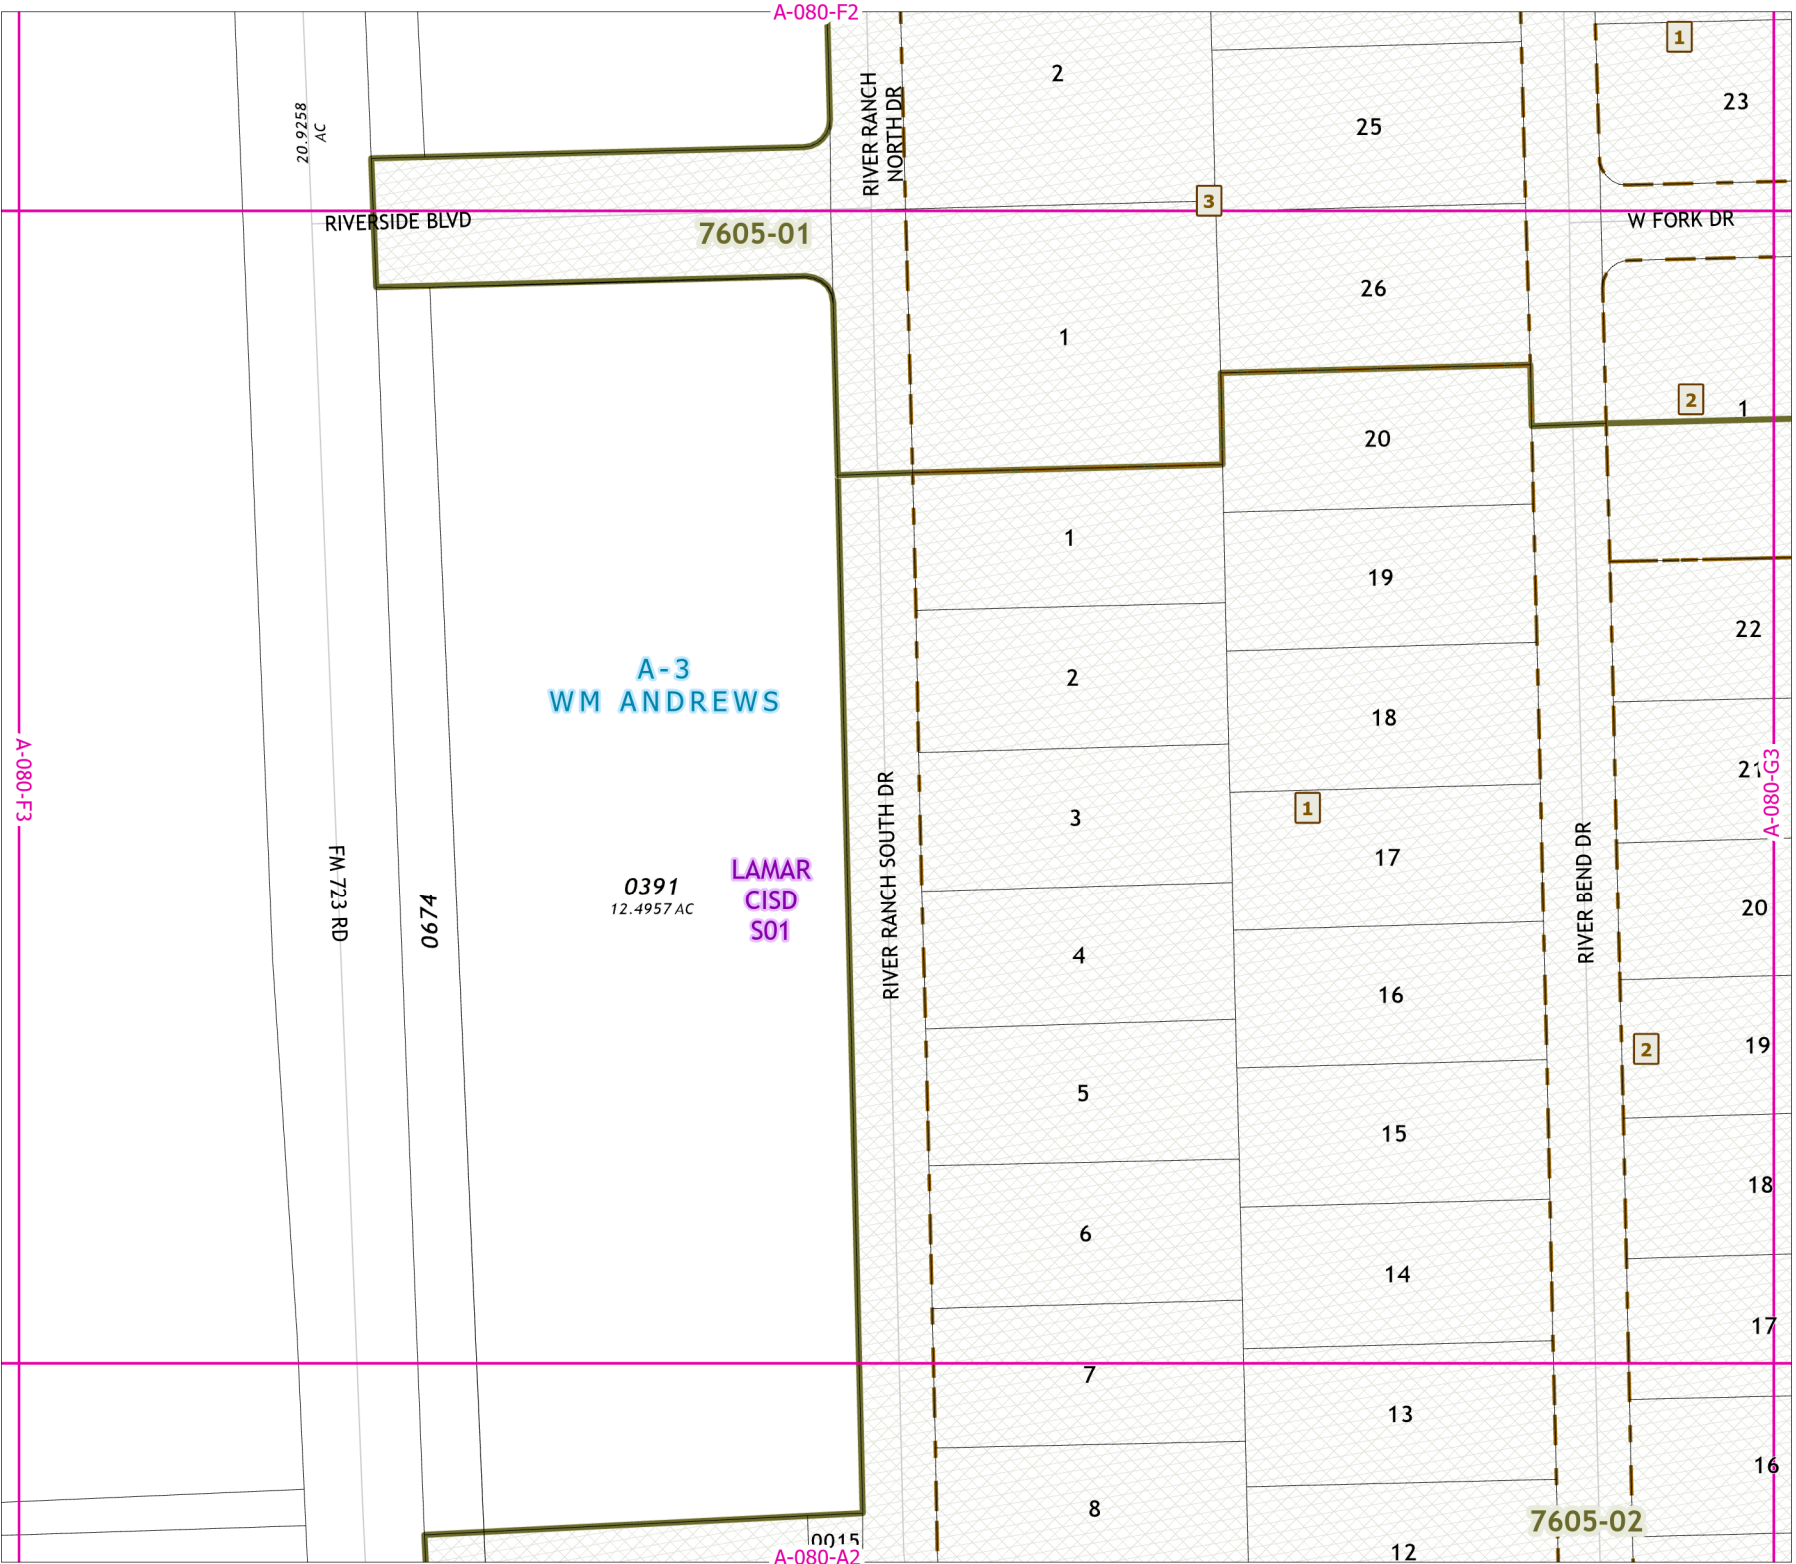 A-080-F2
1
2
23
RIVER RANCH
NORTH DR
20.9258
AC
25
3
RIVERSIDE BLVD
W FORK DR
7605-01
26
1
2
1
20
1
19
22
A-3
WM ANDREWS
2
18
21
A-080-F3
A-080-G3
1
3
17
RIVER RANCH SOUTH DR
RIVER BEND DR
LAMAR
CISD
S01
FM 723 RD
0674
0391
12.4957 AC
20
4
16
19
2
5
15
18
6
14
17
7
13
16
8
7605-02
0015
12
A-080-A2